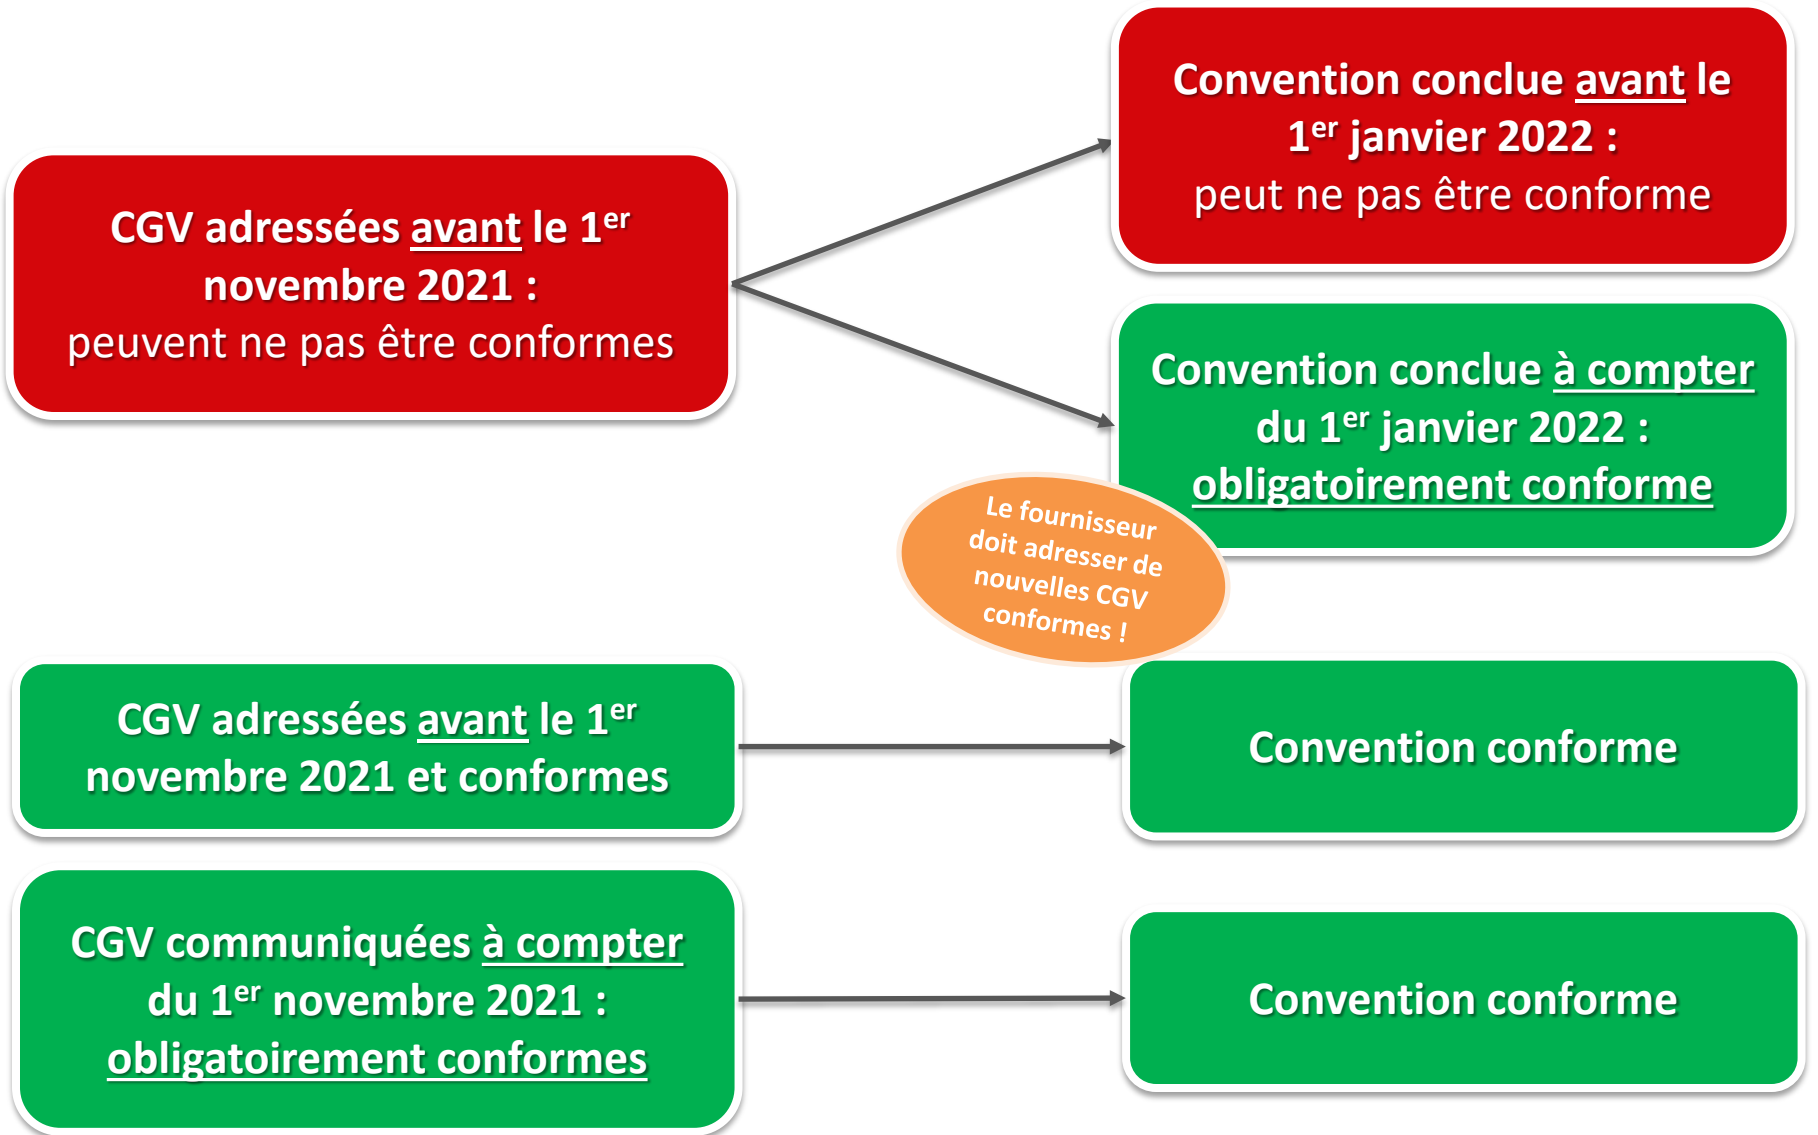 CGV adressées avant le 1er
novembre 2021 :
peuvent ne pas être conformes
Convention conclue avant le
1er janvier 2022 :
peut ne pas être conforme
Convention conclue à compter
du 1er janvier 2022 :
obligatoirement conforme
Le fournisseur
doit adresser de
nouvelles CGV
conformes !
CGV adressées avant le 1er
novembre 2021 et conformes
Convention conforme
CGV communiquées à compter
du 1er novembre 2021 :
obligatoirement conformes
Convention conforme